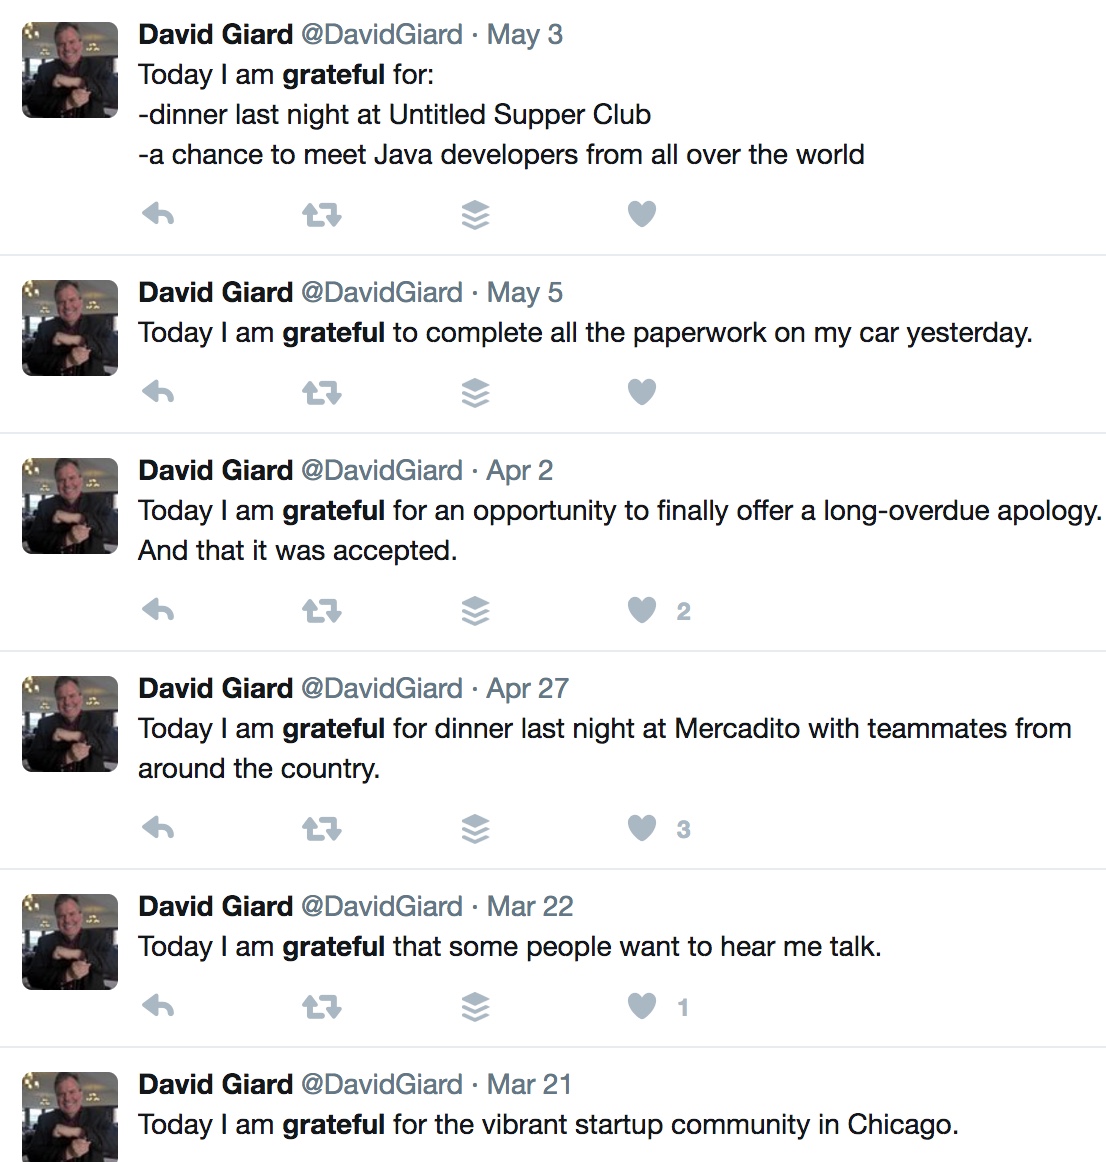 David Giard @DavidGiard · May 3
Today I am grateful for:
-dinner last night at Untitled Supper Club
-a chance to meet Java developers from all over the world
David Giard @DavidGiard · May 5
Today I am grateful to complete all the paperwork on my car yesterday.
David Giard @DavidGiard · Apr 2
Today I am grateful for an opportunity to finally offer a long-overdue apology.
And that it was accepted.
2
David Giard @DavidGiard · Apr 27
Today I am grateful for dinner last night at Mercadito with teammates from
around the country.
3
David Giard @DavidGiard · Mar 22
Today I am grateful that some people want to hear me talk.
1
David Giard @DavidGiard · Mar 21
Today I am grateful for the vibrant startup community in Chicago.